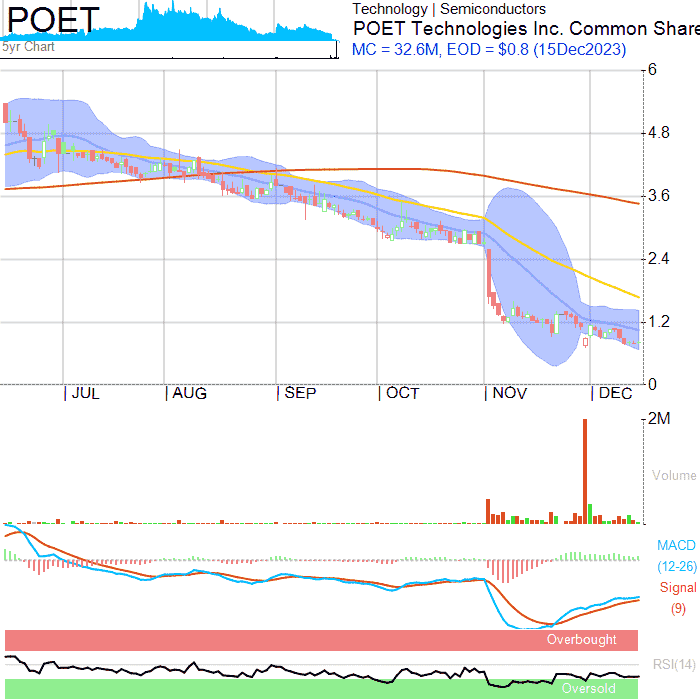 POET
5yr Chart
Technology | Semiconductors
POET Technologies Inc. Common Share
MC = 32.6M, EOD = $0.8 (15Dec2023)
6
4.8
3.6
2.4
1.2
0
| JUL | AUG | SEP | OCT | NOV | DEC
2M
Volume
MACD
(12-26)
Signal
(9)
Overbought
RSI(14)
Oversold